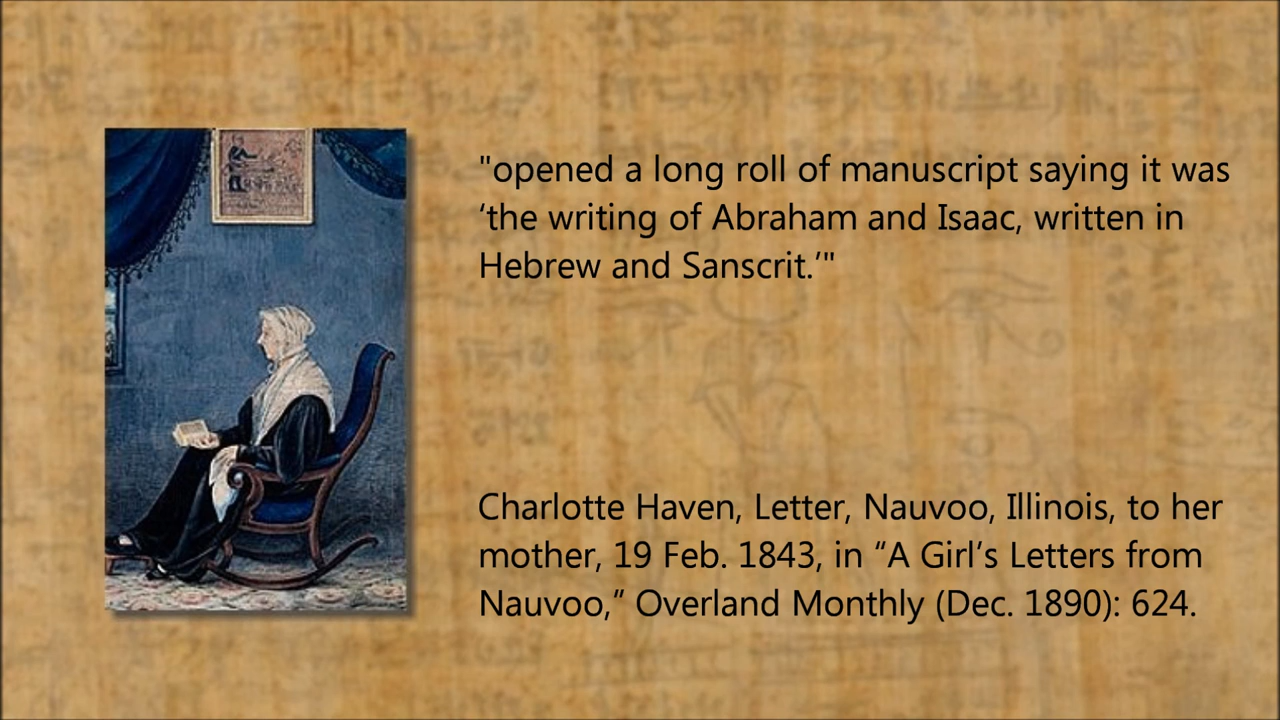 "opened a long roll of manuscript saying it was
‘the writing of Abraham and Isaac, written in
Hebrew and Sanscrit.’"
Charlotte Haven, Letter, Nauvoo, Illinois, to her
mother, 19 Feb. 1843, in “A Girl’s Letters from
Nauvoo,” Overland Monthly (Dec. 1890): 624.